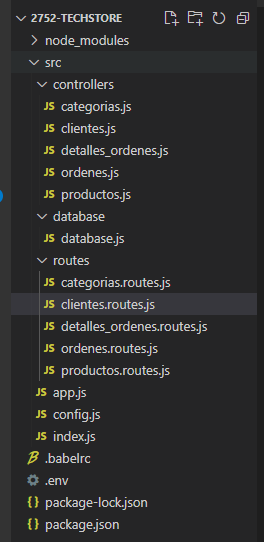 2752-TECHSTORE
node_modules
src
controllers
JS categorias.js
JS clientes.js
JS detalles_ordenes.js
JS ordenes.js
JS productos.js
database
JS database.js
routes
JS categorias.routes.js
JS clientes.routes.js
JS detalles_ordenes.routes.js
JS ordenes.routes.js
JS productos.routes.js
JS app.js
JS config.js
JS index.js
.babelrc
.env
{} package-lock.json
{} package.json